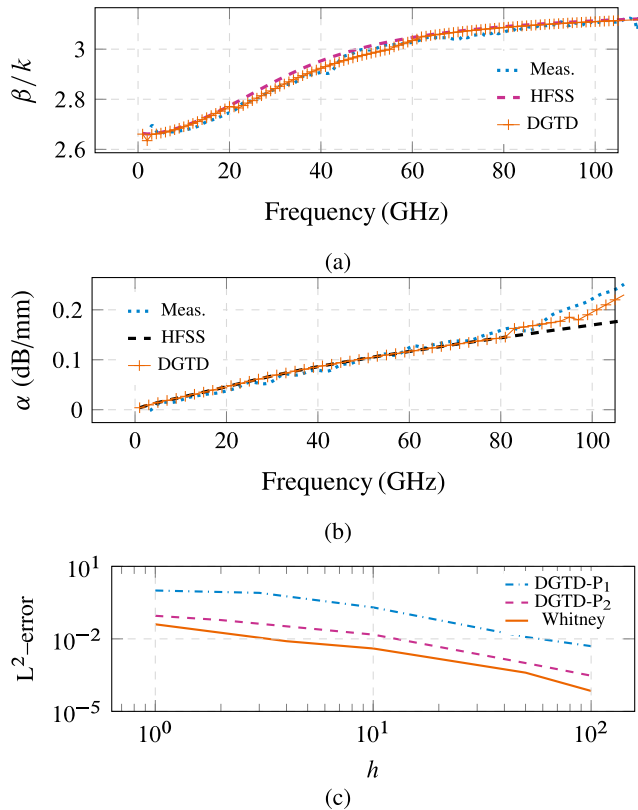 3
2.8
2.6
β/k
Meas.
HFSS
DGTD
0 20 40 60 80 100
Frequency (GHz)
(a)
0.2
0.1
0
α (dB/mm)
Meas.
HFSS
DGTD
0 20 40 60 80 100
Frequency (GHz)
(b)
10¹
10⁻²
10⁻⁵
L²–error
DGTD-P₁
DGTD-P₂
Whitney
10⁰ 10¹ 10²
h
(c)